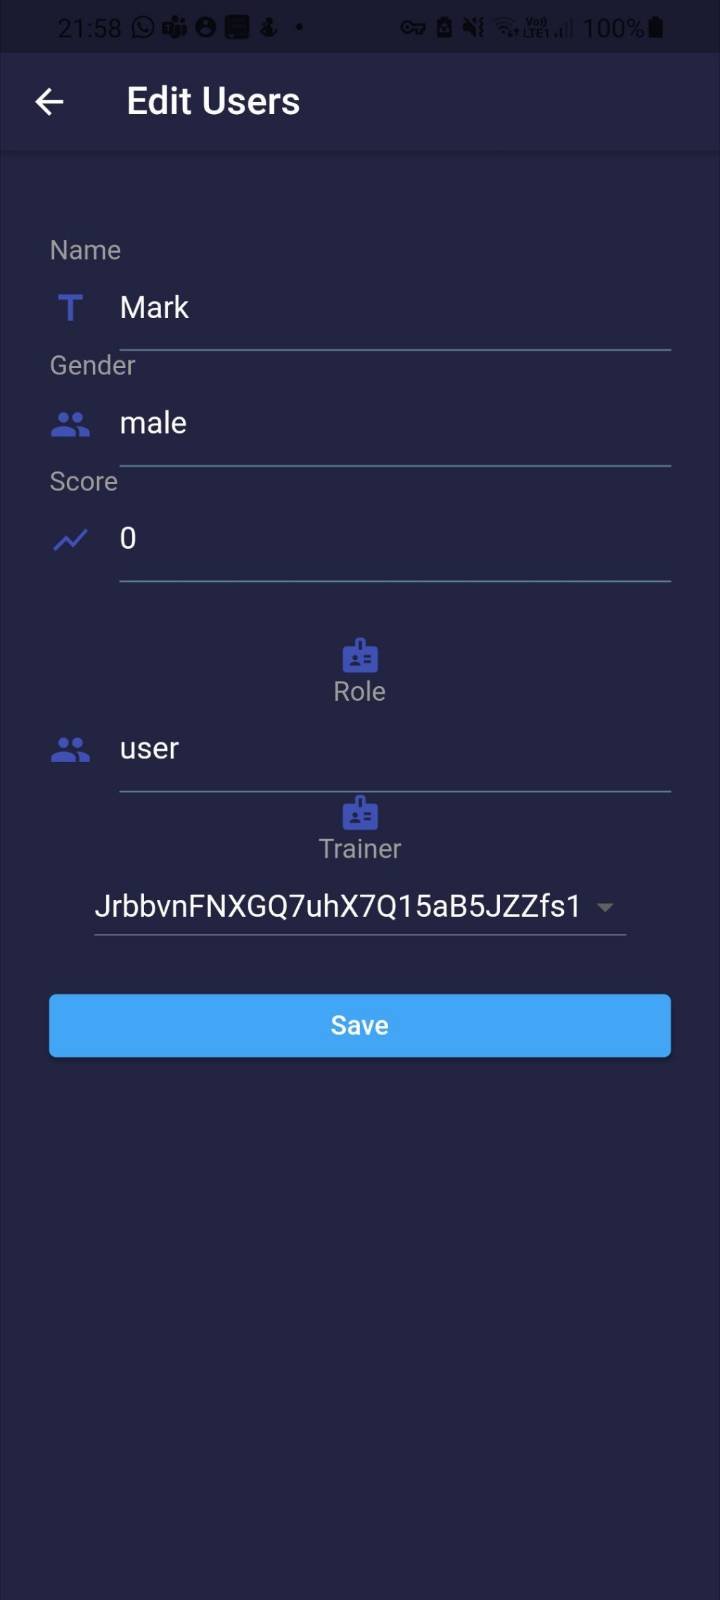 21:58
Vo)) LTE1 100%
Edit Users
Name
Mark
Gender
male
Score
0
Role
user
Trainer
JrbbvnFNXGQ7uhX7Q15aB5JZZfs1
Save